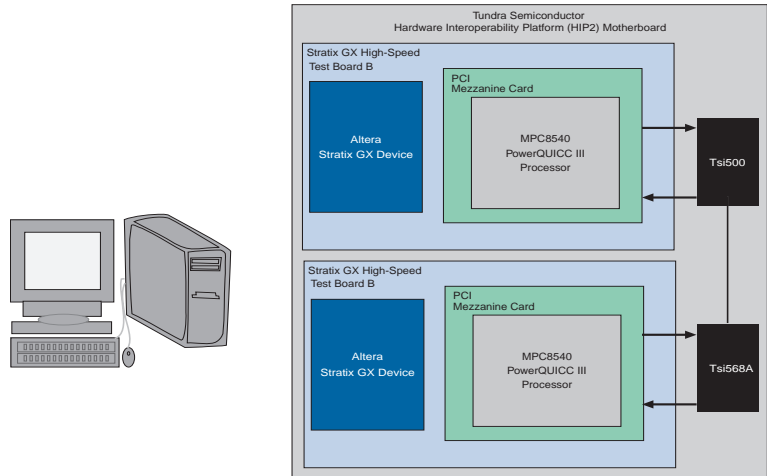 Tundra Semiconductor
Hardware Interoperability Platform (HIP2) Motherboard
Stratix GX High-Speed
Test Board B
PCI
Mezzanine Card
Altera
Stratix GX Device
MPC8540
PowerQUICC III
Processor
Tsi500
Stratix GX High-Speed
Test Board B
PCI
Mezzanine Card
Altera
Stratix GX Device
MPC8540
PowerQUICC III
Processor
Tsi568A